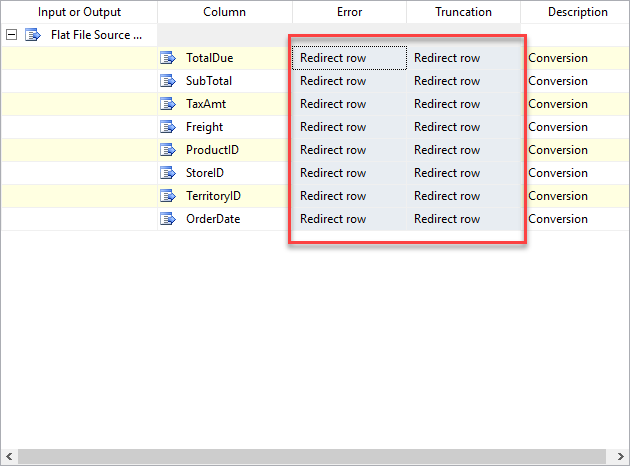 Input or Output Column Error Truncation Description
Flat File Source ...
TotalDue Redirect row Redirect row Conversion
SubTotal Redirect row Redirect row Conversion
TaxAmt Redirect row Redirect row Conversion
Freight Redirect row Redirect row Conversion
ProductID Redirect row Redirect row Conversion
StoreID Redirect row Redirect row Conversion
TerritoryID Redirect row Redirect row Conversion
OrderDate Redirect row Redirect row Conversion